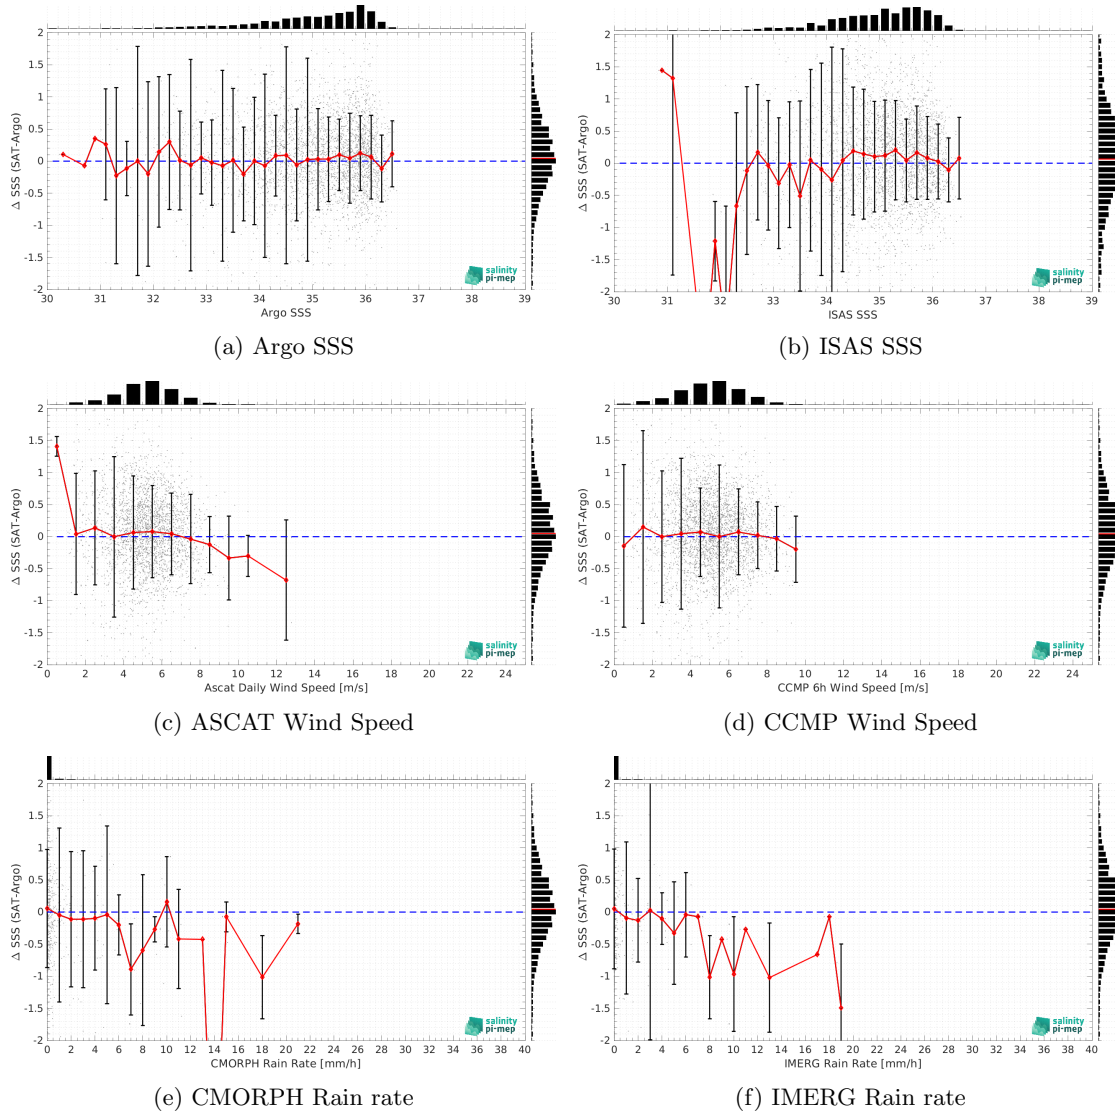 2
1.5
1
0.5
0
-0.5
-1
-1.5
-2
Δ SSS (SAT-Argo)
30 31 32 33 34 35 36 37 38 39
Argo SSS
salinity
pi-mep
(a) Argo SSS
2
1.5
1
0.5
0
-0.5
-1
-1.5
-2
Δ SSS (SAT-Argo)
30 31 32 33 34 35 36 37 38 39
ISAS SSS
salinity
pi-mep
(b) ISAS SSS
2
1.5
1
0.5
0
-0.5
-1
-1.5
-2
Δ SSS (SAT-Argo)
0 2 4 6 8 10 12 14 16 18 20 22 24
Ascat Daily Wind Speed [m/s]
salinity
pi-mep
(c) ASCAT Wind Speed
2
1.5
1
0.5
0
-0.5
-1
-1.5
-2
Δ SSS (SAT-Argo)
0 2 4 6 8 10 12 14 16 18 20 22 24
CCMP 6h Wind Speed [m/s]
salinity
pi-mep
(d) CCMP Wind Speed
2
1.5
1
0.5
0
-0.5
-1
-1.5
-2
Δ SSS (SAT-Argo)
0 2 4 6 8 10 12 14 16 18 20 22 24 26 28 30 32 34 36 38 40
CMORPH Rain Rate [mm/h]
salinity
pi-mep
(e) CMORPH Rain rate
2
1.5
1
0.5
0
-0.5
-1
-1.5
-2
Δ SSS (SAT-Argo)
0 2 4 6 8 10 12 14 16 18 20 22 24 26 28 30 32 34 36 38 40
IMERG Rain Rate [mm/h]
salinity
pi-mep
(f) IMERG Rain rate